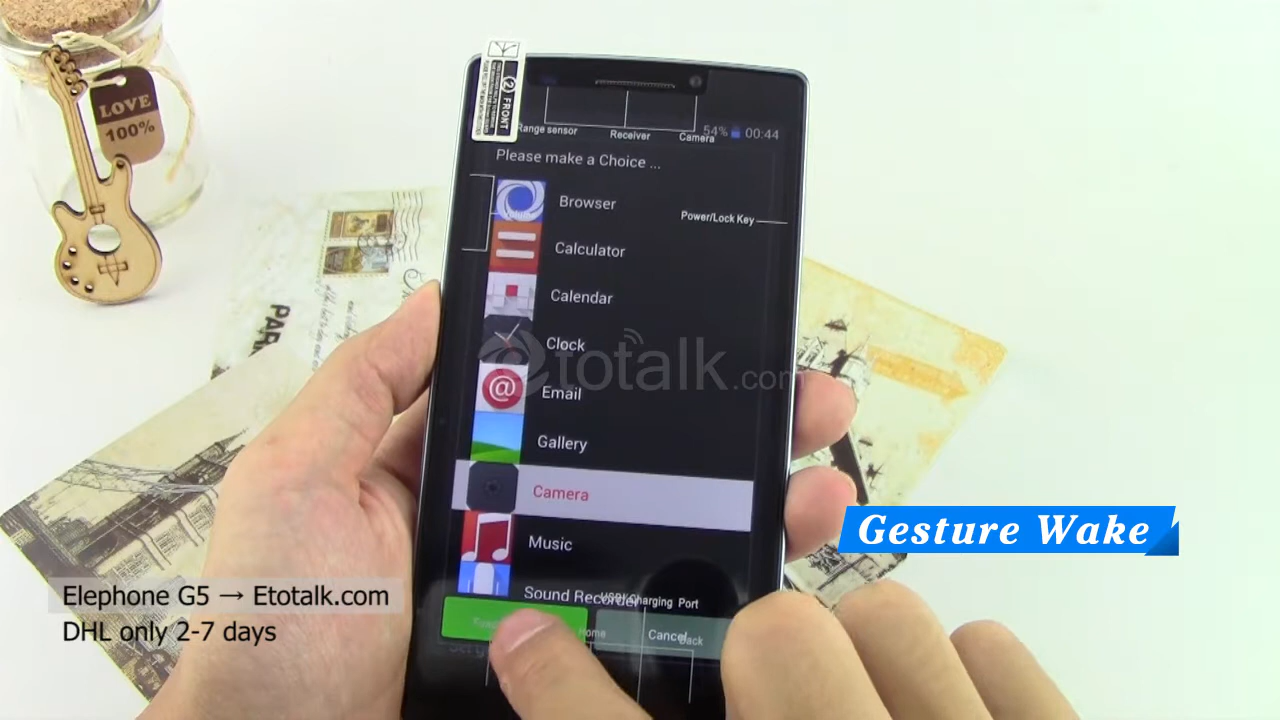 LOVE
100%
2 FRONT
Range sensor
Receiver
Camera
54%
00:44
Please make a Choice ...
Browser
Power/Lock Key
Calculator
Calendar
Clock
etotalk.com
Email
Gallery
Camera
Music
Sound Recorder
USB/Charging Port
Home
Cancel
Back
Gesture Wake
Elephone G5 → Etotalk.com
DHL only 2-7 days